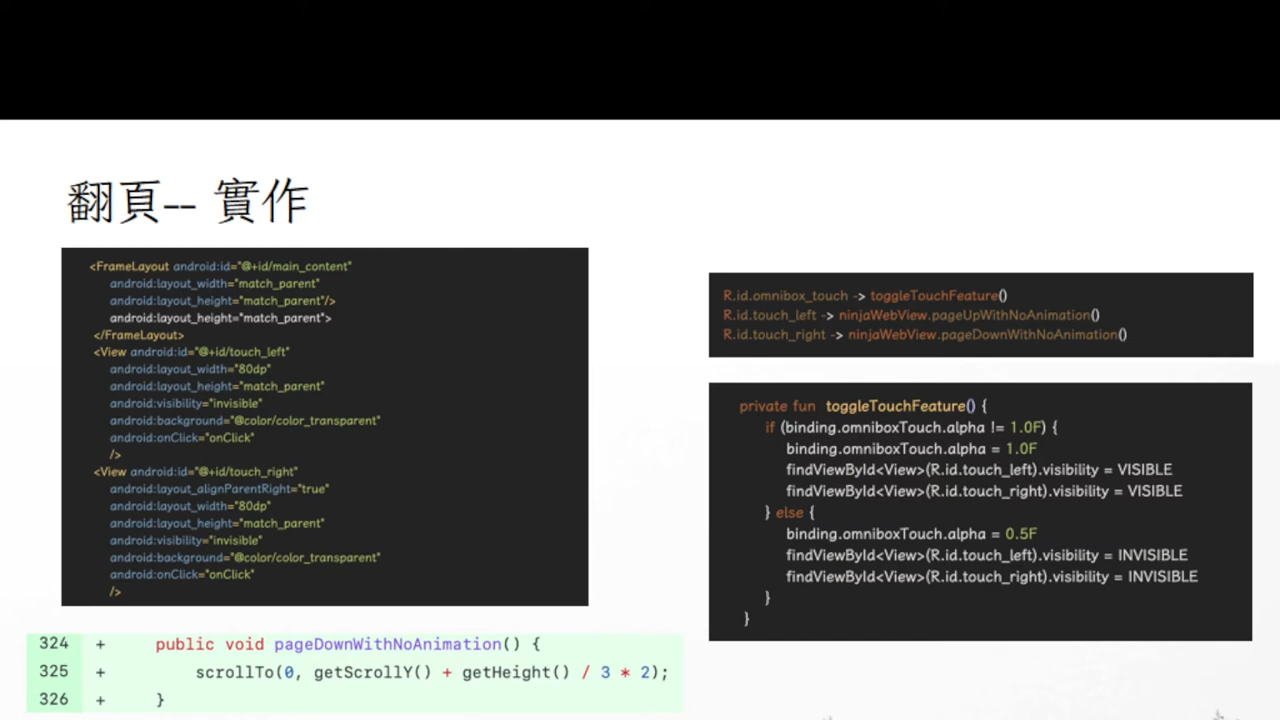 翻頁-- 實作
<FrameLayout android:id="@+id/main_content"
android:layout_width="match_parent"
android:layout_height="match_parent"/>
android:layout_height="match_parent">
</FrameLayout>
<View android:id="@+id/touch_left"
android:layout_width="80dp"
android:layout_height="match_parent"
android:visibility="invisible"
android:background="@color/color_transparent"
android:onClick="onClick"
/>
<View android:id="@+id/touch_right"
android:layout_alignParentRight="true"
android:layout_width="80dp"
android:layout_height="match_parent"
android:visibility="invisible"
android:background="@color/color_transparent"
android:onClick="onClick"
/>
324 + public void pageDownWithNoAnimation() {
325 + scrollTo(0, getScrollY() + getHeight() / 3 * 2);
326 + }
R.id.omnibox_touch -> toggleTouchFeature()
R.id.touch_left -> ninjaWebView.pageUpWithNoAnimation()
R.id.touch_right -> ninjaWebView.pageDownWithNoAnimation()
private fun toggleTouchFeature() {
if (binding.omniboxTouch.alpha != 1.0F) {
binding.omniboxTouch.alpha = 1.0F
findViewById<View>(R.id.touch_left).visibility = VISIBLE
findViewById<View>(R.id.touch_right).visibility = VISIBLE
} else {
binding.omniboxTouch.alpha = 0.5F
findViewById<View>(R.id.touch_left).visibility = INVISIBLE
findViewById<View>(R.id.touch_right).visibility = INVISIBLE
}
}